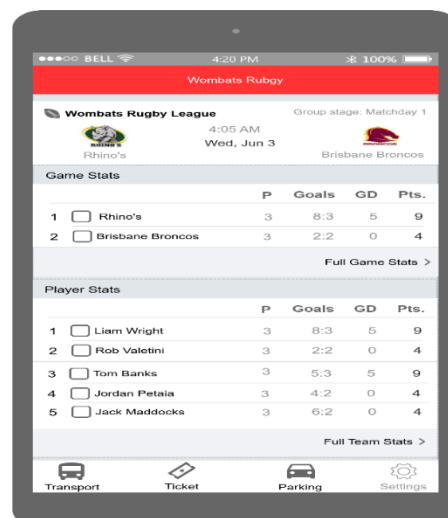 BELL 4:20 PM 100%
Wombats Rubgy
Wombats Rugby League Group stage: Matchday 1
4:05 AM
Wed, Jun 3
RHINO'S
Rhino's Brisbane Broncos
Game Stats
P Goals GD Pts.
1 Rhino's 3 8:3 5 9
2 Brisbane Broncos 3 2:2 0 4
Full Game Stats >
Player Stats
P Goals GD Pts.
1 Liam Wright 3 8:3 5 9
2 Rob Valetini 3 2:2 0 4
3 Tom Banks 3 5:3 5 9
4 Jordan Petaia 3 4:2 0 4
5 Jack Maddocks 3 6:2 0 4
Full Team Stats >
Transport Ticket Parking Settings